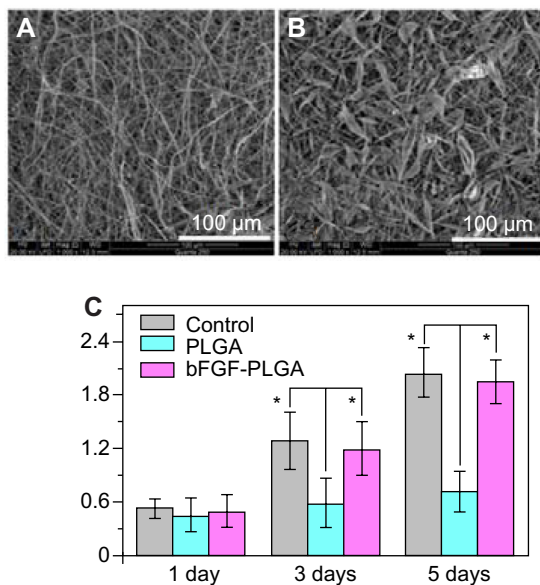 A
B
100 μm
100 μm
C
Control
PLGA
bFGF-PLGA
2.4
1.8
1.2
0.6
0
* * * *
1 day 3 days 5 days